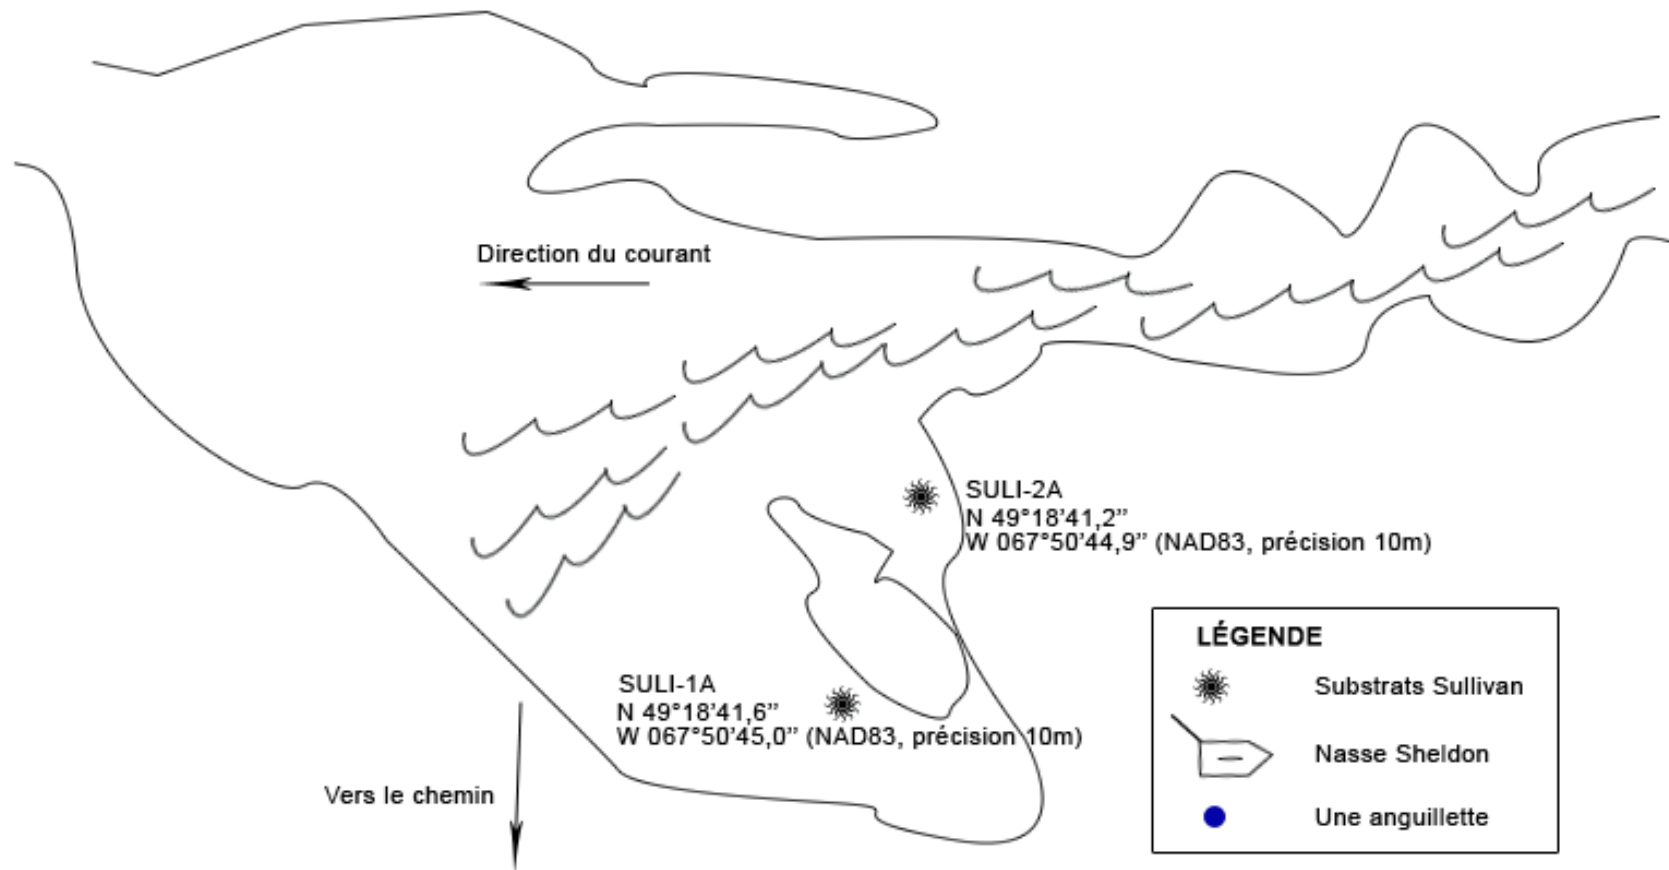 Direction du courant
SULI-2A
N 49°18'41,2''
W 067°50'44,9'' (NAD83, précision 10m)
SULI-1A
N 49°18'41,6''
W 067°50'45,0'' (NAD83, précision 10m)
Vers le chemin
LÉGENDE
Substrats Sullivan
Nasse Sheldon
Une anguillette